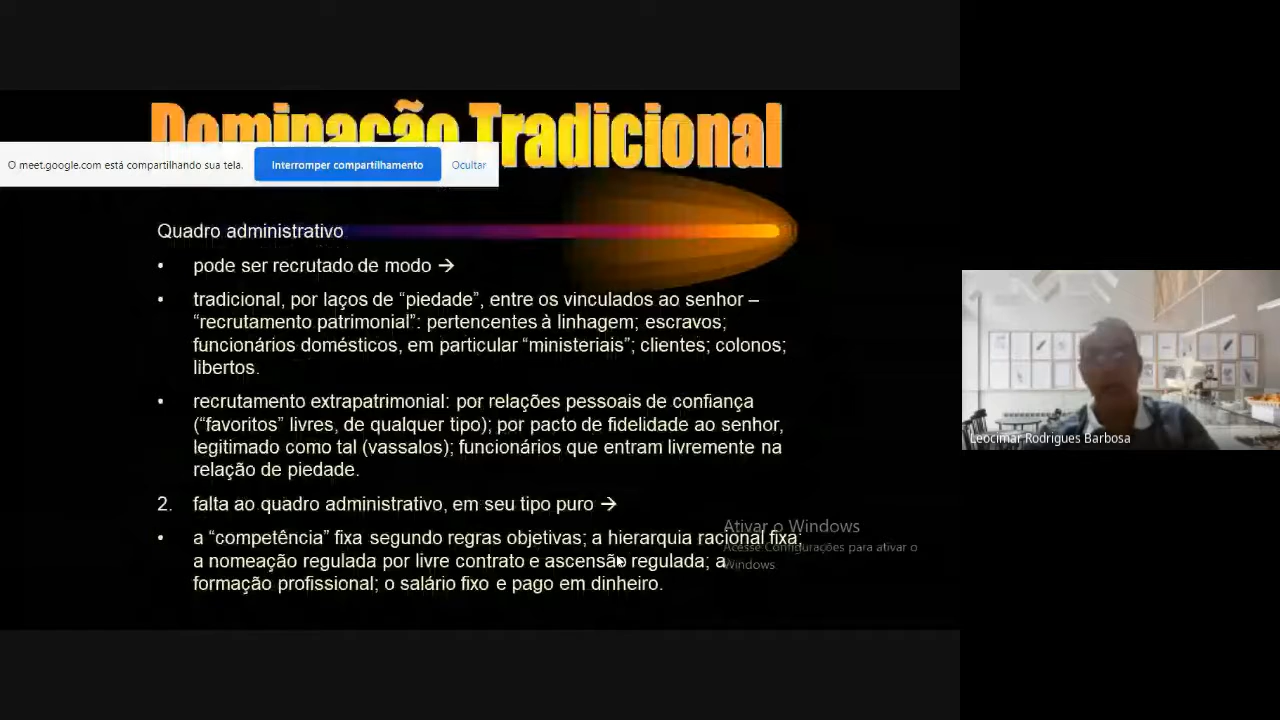 Dominação Tradicional
O meet.google.com está compartilhando sua tela.
Interromper compartilhamento
Ocultar
Quadro administrativo
• pode ser recrutado de modo →
• tradicional, por laços de “piedade”, entre os vinculados ao senhor –
“recrutamento patrimonial”: pertencentes à linhagem; escravos;
funcionários domésticos, em particular “ministeriais”; clientes; colonos;
libertos.
• recrutamento extrapatrimonial: por relações pessoais de confiança
(“favoritos” livres, de qualquer tipo); por pacto de fidelidade ao senhor,
legitimado como tal (vassalos); funcionários que entram livremente na
relação de piedade.
2. falta ao quadro administrativo, em seu tipo puro →
• a “competência” fixa segundo regras objetivas; a hierarquia racional fixa;
a nomeação regulada por livre contrato e ascensão regulada; a
formação profissional; o salário fixo e pago em dinheiro.
Ativar o Windows
Acesse Configurações para ativar o
Windows
Leocimar Rodrigues Barbosa